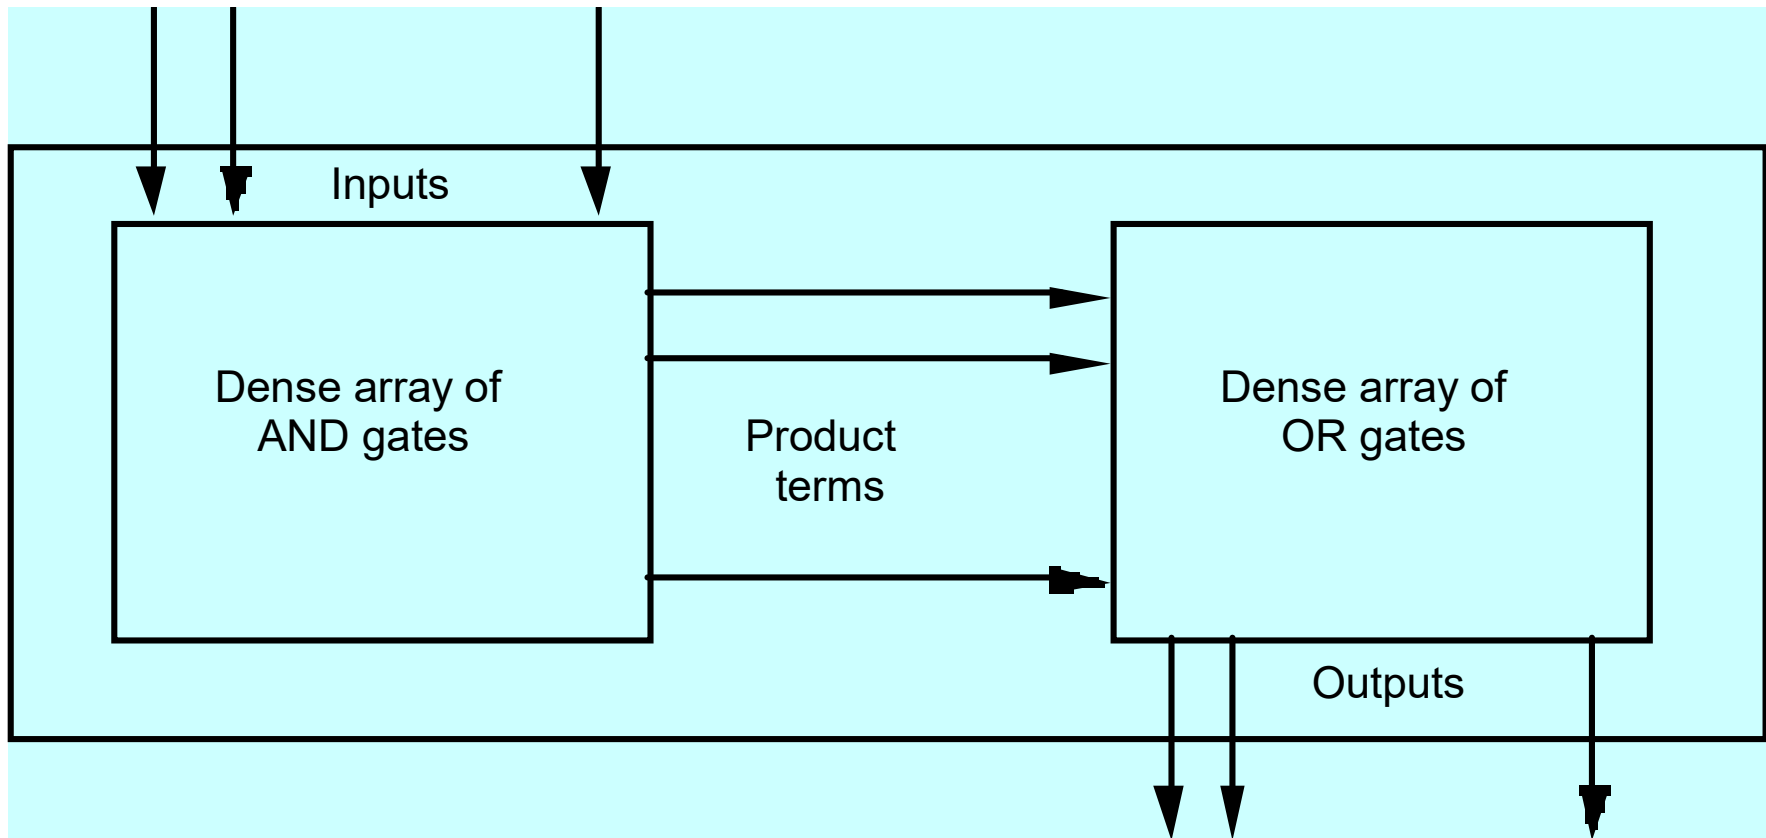 Inputs
Dense array of
AND gates
Product
terms
Dense array of
OR gates
Outputs